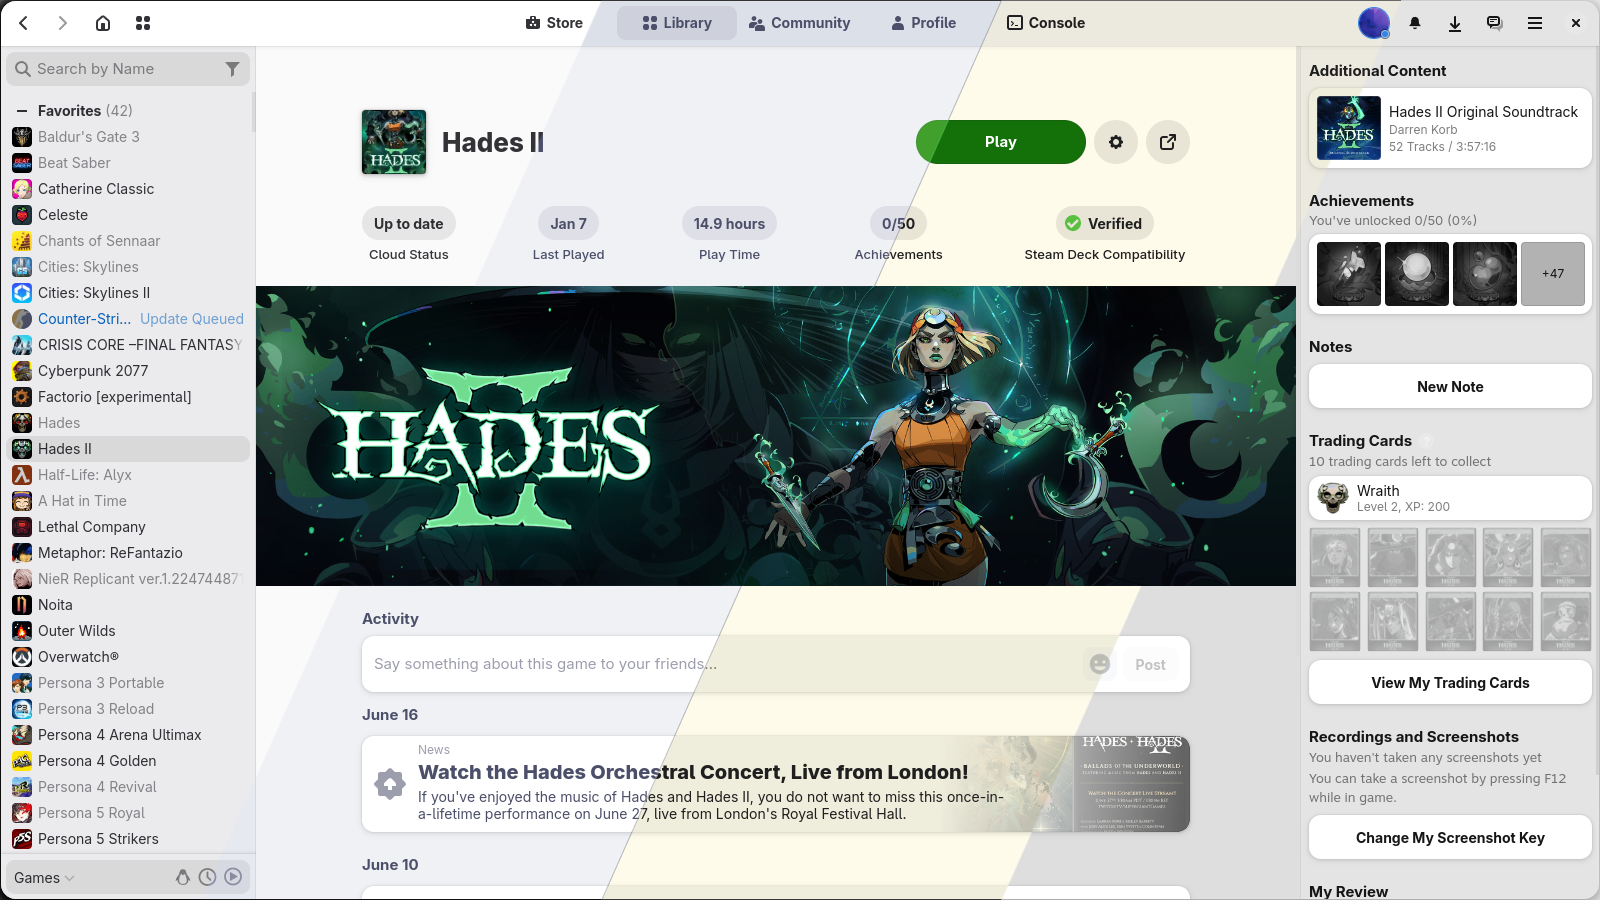 Store
Library
Community
Profile
Console
Search by Name
Favorites (42)
Baldur's Gate 3
Beat Saber
Catherine Classic
Celeste
Chants of Sennaar
Cities: Skylines
Cities: Skylines II
Counter-Stri... Update Queued
CRISIS CORE –FINAL FANTASY
Cyberpunk 2077
Factorio [experimental]
Hades
Hades II
Half-Life: Alyx
A Hat in Time
Lethal Company
Metaphor: ReFantazio
NieR Replicant ver.1.224744871
Noita
Outer Wilds
Overwatch®
Persona 3 Portable
Persona 3 Reload
Persona 4 Arena Ultimax
Persona 4 Golden
Persona 4 Revival
Persona 5 Royal
Persona 5 Strikers
Games
HADES
Hades II
Play
Up to date
Cloud Status
Jan 7
Last Played
14.9 hours
Play Time
0/50
Achievements
Verified
Steam Deck Compatibility
HADES
II
Activity
Say something about this game to your friends...
Post
June 16
News
Watch the Hades Orchestral Concert, Live from London!
If you've enjoyed the music of Hades and Hades II, you do not want to miss this once-in-
a-lifetime performance on June 27, live from London's Royal Festival Hall.
HADES · HADES
BALLADS OF THE UNDERWORLD
June 10
Additional Content
HADES
II
Hades II Original Soundtrack
Darren Korb
52 Tracks / 3:57:16
Achievements
You've unlocked 0/50 (0%)
+47
Notes
New Note
Trading Cards
10 trading cards left to collect
Wraith
Level 2, XP: 200
View My Trading Cards
Recordings and Screenshots
You haven't taken any screenshots yet
You can take a screenshot by pressing F12
while in game.
Change My Screenshot Key
My Review